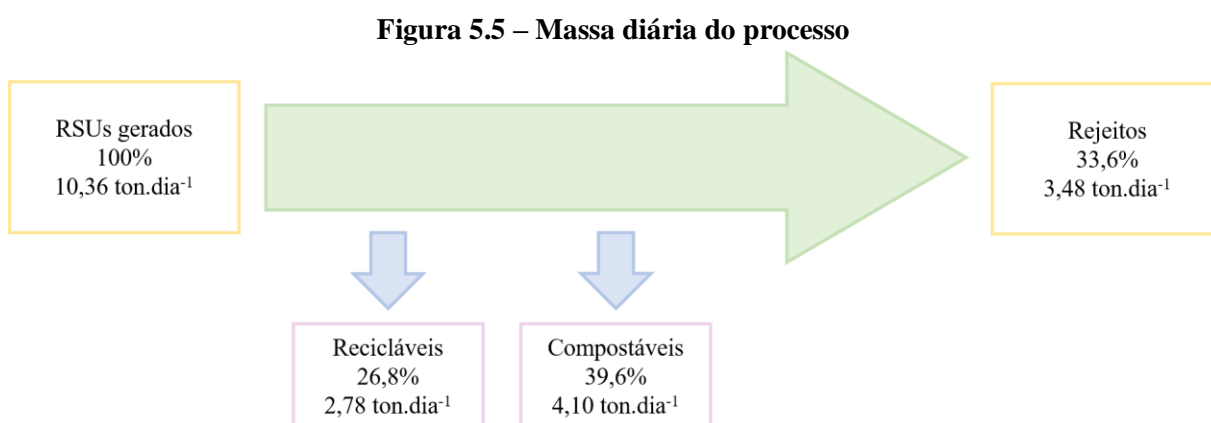 Figura 5.5 – Massa diária do processo
RSUs gerados
100%
10,36 ton.dia⁻¹
Rejeitos
33,6%
3,48 ton.dia⁻¹
Recicláveis
26,8%
2,78 ton.dia⁻¹
Compostáveis
39,6%
4,10 ton.dia⁻¹